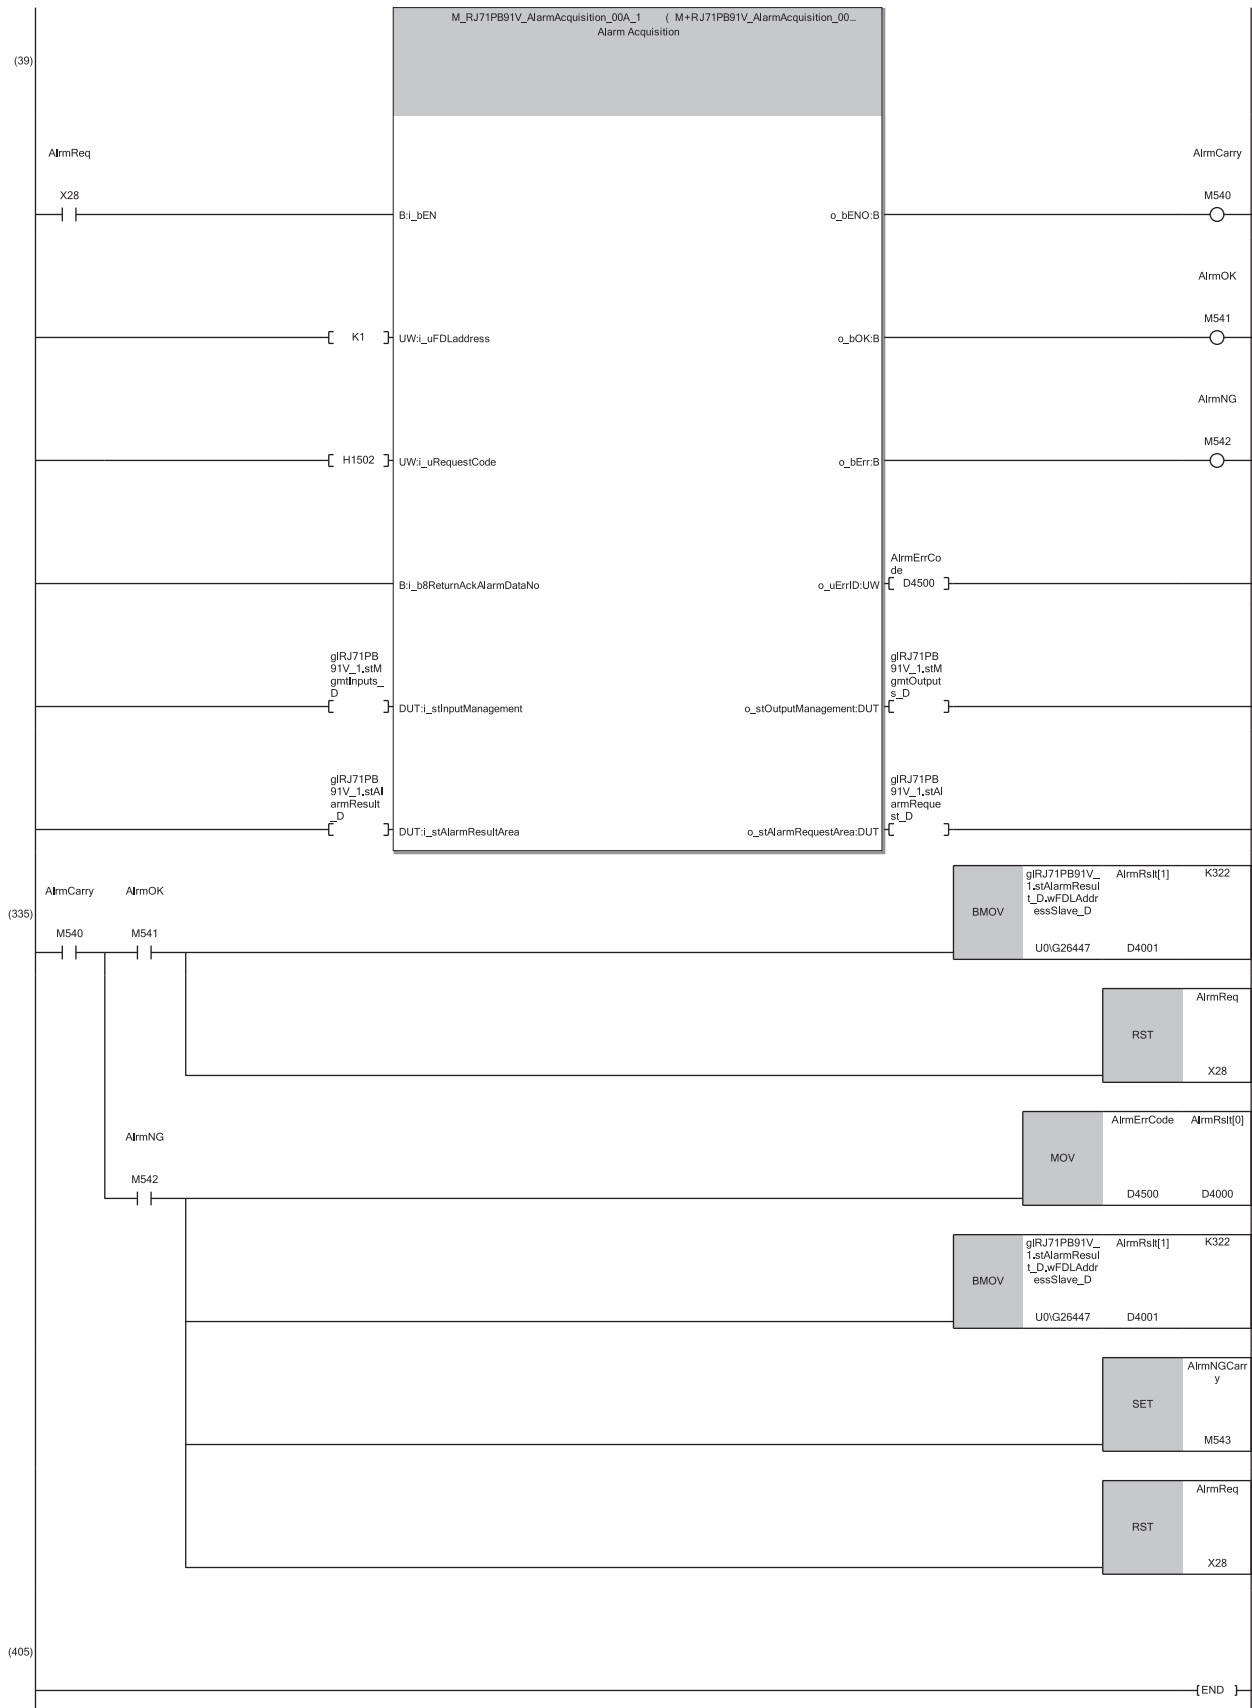 M_RJ71PB91V_AlarmAcquisition_00A_1 ( M+RJ71PB91V_AlarmAcquisition_00...
Alarm Acquisition
(39)
AlrmReq
AlrmCarry
X28
M540
B:i_bEN
o_bENO:B
AlrmOK
M541
K1
UW:i_uFDLaddress
o_bOK:B
AlrmNG
M542
H1502
UW:i_uRequestCode
o_bErr:B
AlrmErrCo
de
B:i_b8ReturnAckAlarmDataNo
o_uErrID:UW
D4500
glRJ71PB
91V_1.stM
gmtInputs_
D
glRJ71PB
91V_1.stM
gmtOutput
s_D
DUT:i_stInputManagement
o_stOutputManagement:DUT
glRJ71PB
91V_1.stAl
armResult
_D
glRJ71PB
91V_1.stAl
armReque
st_D
DUT:i_stAlarmResultArea
o_stAlarmRequestArea:DUT
(335)
AlrmCarry
AlrmOK
M540
M541
BMOV
glRJ71PB91V_
1.stAlarmResul
t_D.wFDLAddr
essSlave_D
AlrmRslt[1]
K322
U0\G26447
D4001
RST
AlrmReq
X28
AlrmNG
M542
MOV
AlrmErrCode
AlrmRslt[0]
D4500
D4000
BMOV
glRJ71PB91V_
1.stAlarmResul
t_D.wFDLAddr
essSlave_D
AlrmRslt[1]
K322
U0\G26447
D4001
SET
AlrmNGCarr
y
M543
RST
AlrmReq
X28
(405)
END